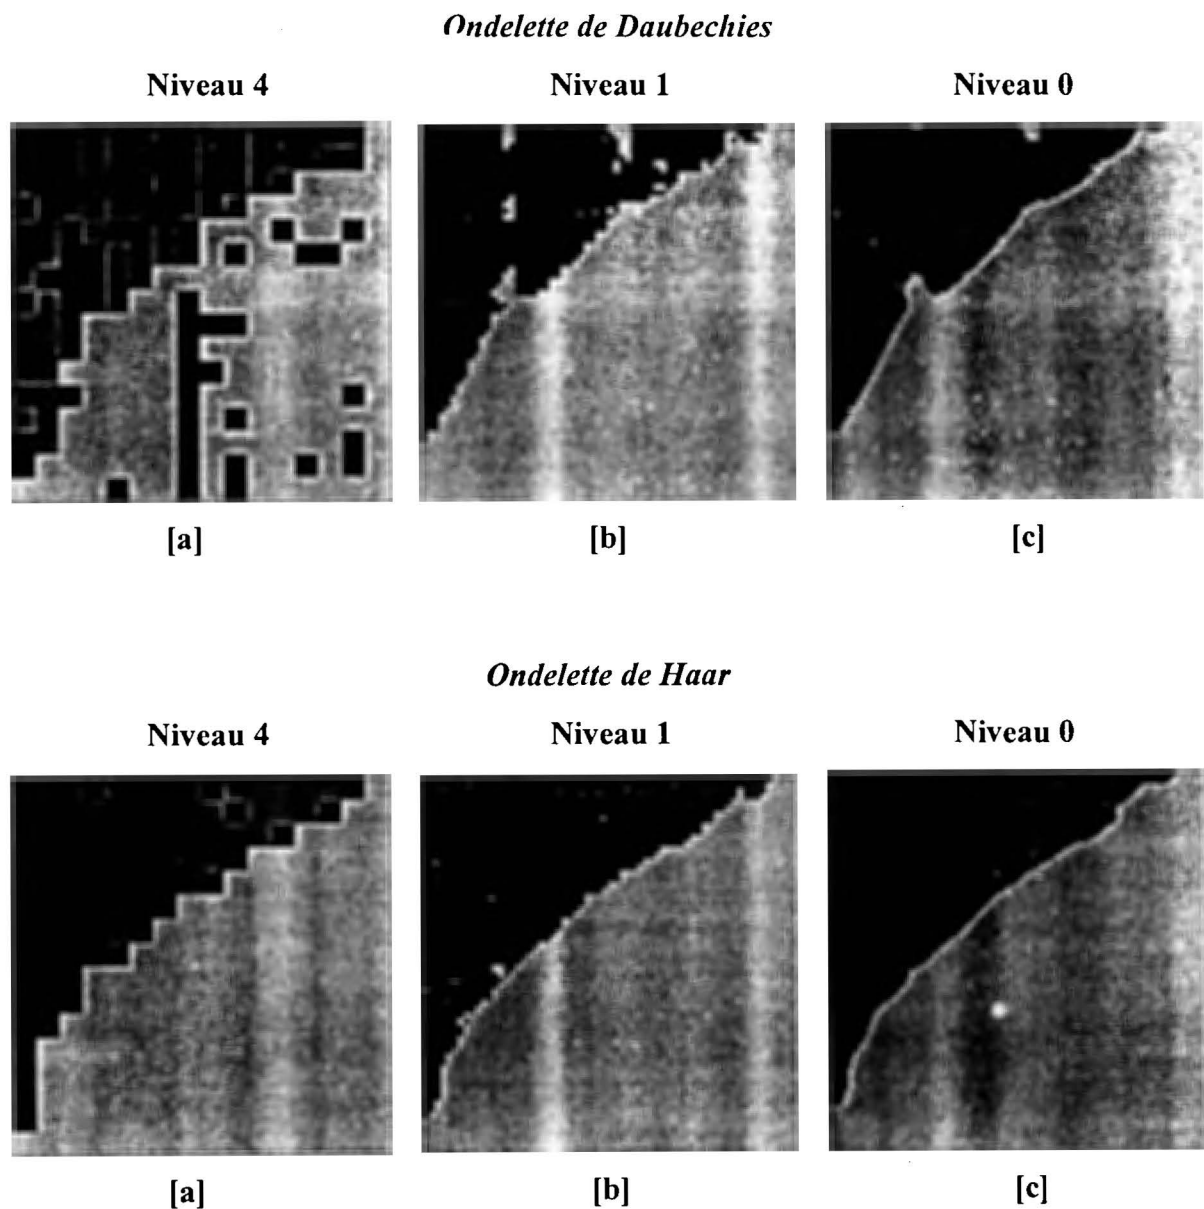 Ondelette de Daubechies
Niveau 4 Niveau 1 Niveau 0
[a] [b] [c]
Ondelette de Haar
Niveau 4 Niveau 1 Niveau 0
[a] [b] [c]